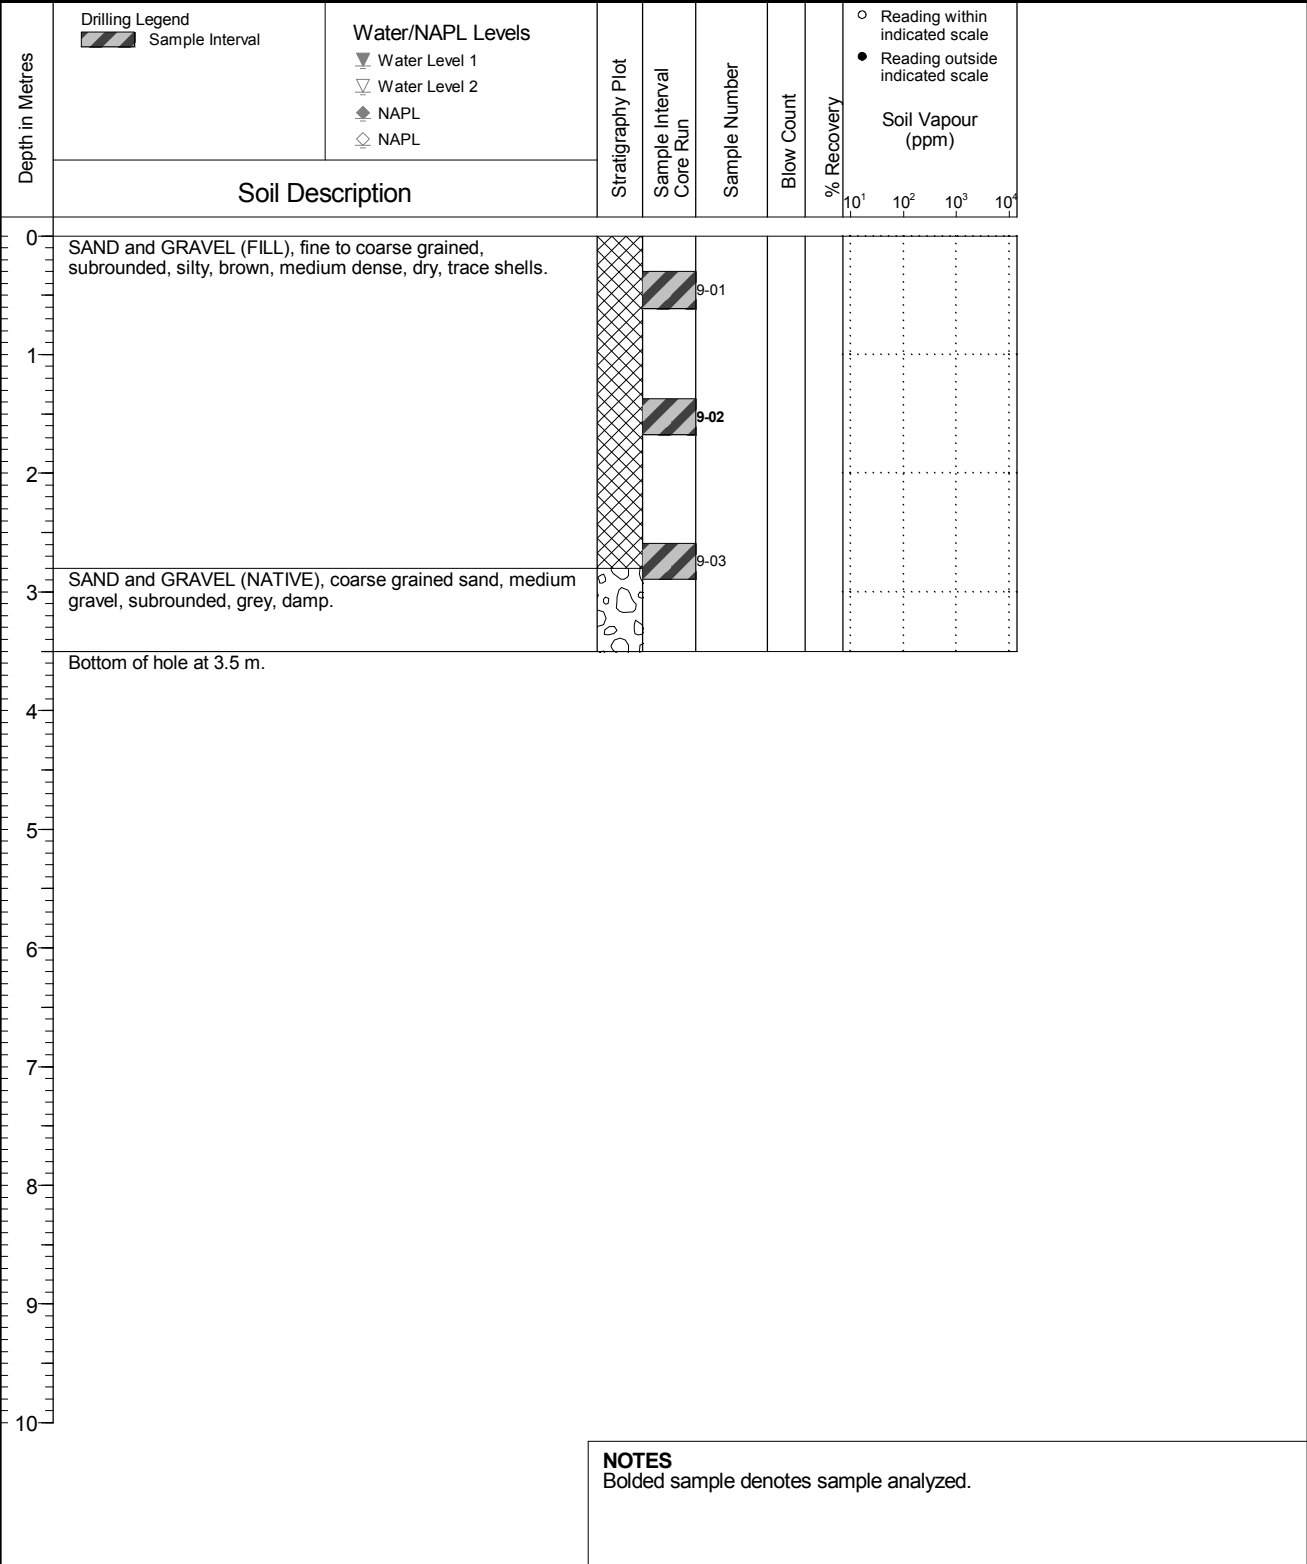 Depth in Metres
Drilling Legend
Sample Interval
Water/NAPL Levels
Water Level 1
Water Level 2
NAPL
NAPL
Soil Description
Stratigraphy Plot
Sample Interval
Core Run
Sample Number
Blow Count
% Recovery
Reading within
indicated scale
Reading outside
indicated scale
Soil Vapour
(ppm)
10¹ 10² 10³ 10⁴
0
SAND and GRAVEL (FILL), fine to coarse grained,
subrounded, silty, brown, medium dense, dry, trace shells.
9-01
1
9-02
2
9-03
SAND and GRAVEL (NATIVE), coarse grained sand, medium
gravel, subrounded, grey, damp.
3
Bottom of hole at 3.5 m.
4
5
6
7
8
9
10
NOTES
Bolded sample denotes sample analyzed.